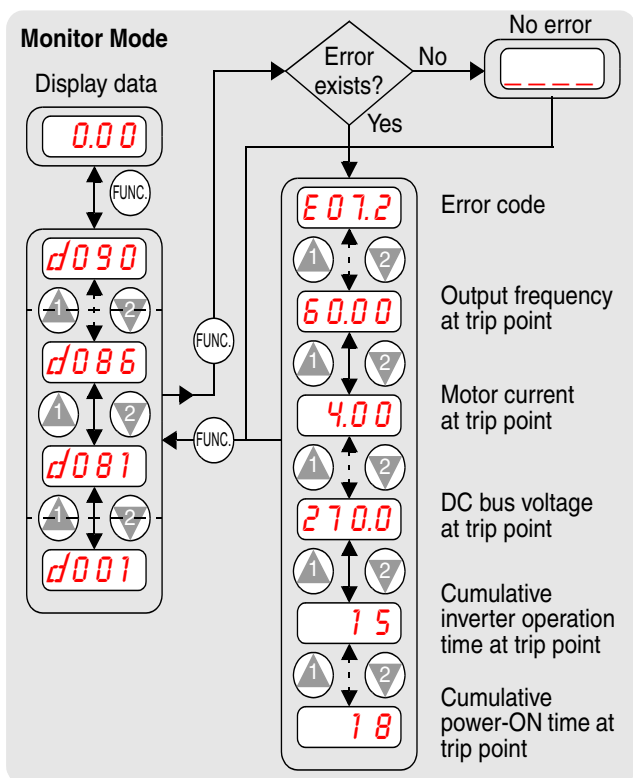 Monitor Mode
Display data
0.00
FUNC.
d090
1 2
d086
1 2
d081
1 2
d001
FUNC.
FUNC.
Error
exists?
No
Yes
No error
_ _ _ _
E07.2
Error code
1 2
60.00
Output frequency
at trip point
1 2
4.00
Motor current
at trip point
1 2
270.0
DC bus voltage
at trip point
1 2
15
Cumulative
inverter operation
time at trip point
1 2
18
Cumulative
power-ON time at
trip point